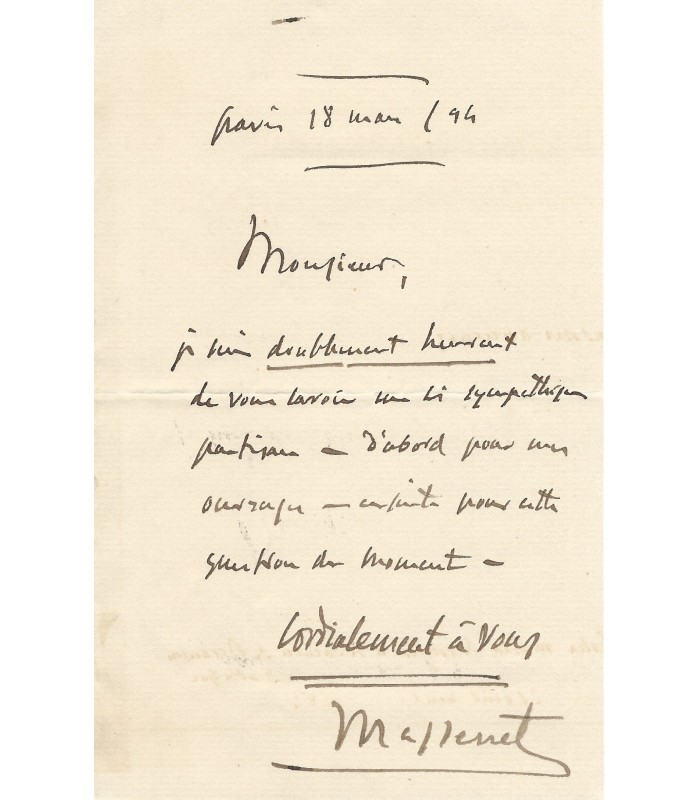 Paris 18 mars / 94
Monsieur,
je suis doublement heureux
de vous savoir un si sympathique
partisan — d'abord pour mes
ouvrages — ensuite pour cette
question du moment —
Cordialement à vous
Massenet